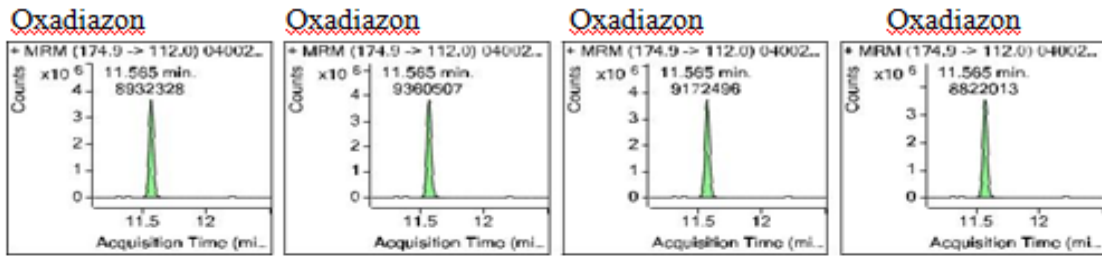 Oxadiazon
+ MRM (174.9 -> 112.0) 04002...
x10 6
11.565 min.
8932328
Counts
4
3
2
1
0
11.5 12
Acquisition Time (mi...
Oxadiazon
+ MRM (174.9 -> 112.0) 04002...
x10 6
11.565 min.
9360507
Counts
6
5
4
3
2
1
0
11.5 12
Acquisition Time (mi...
Oxadiazon
+ MRM (174.9 -> 112.0) 04002...
x10 6
11.565 min.
9172496
Counts
5
4
3
2
1
0
11.5 12
Acquisition Time (mi...
Oxadiazon
+ MRM (174.9 -> 112.0) 04002...
x10 6
11.565 min.
8822013
Counts
3
2
1
0
11.5 12
Acquisition Time (mi...